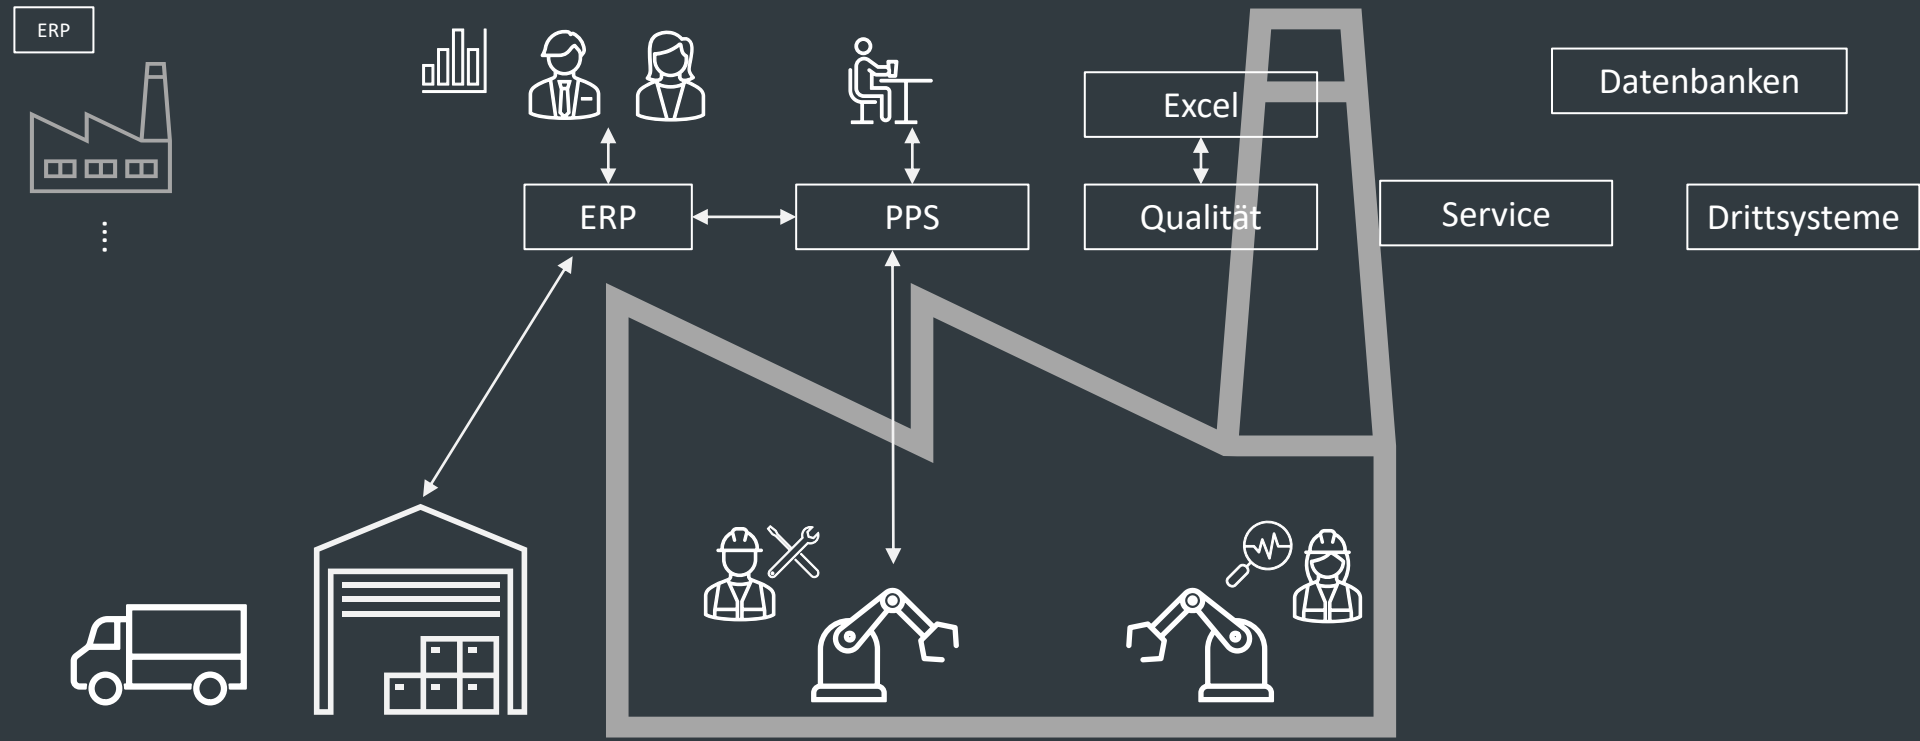 ERP
Excel
Datenbanken
ERP
PPS
Qualität
Service
Drittsysteme